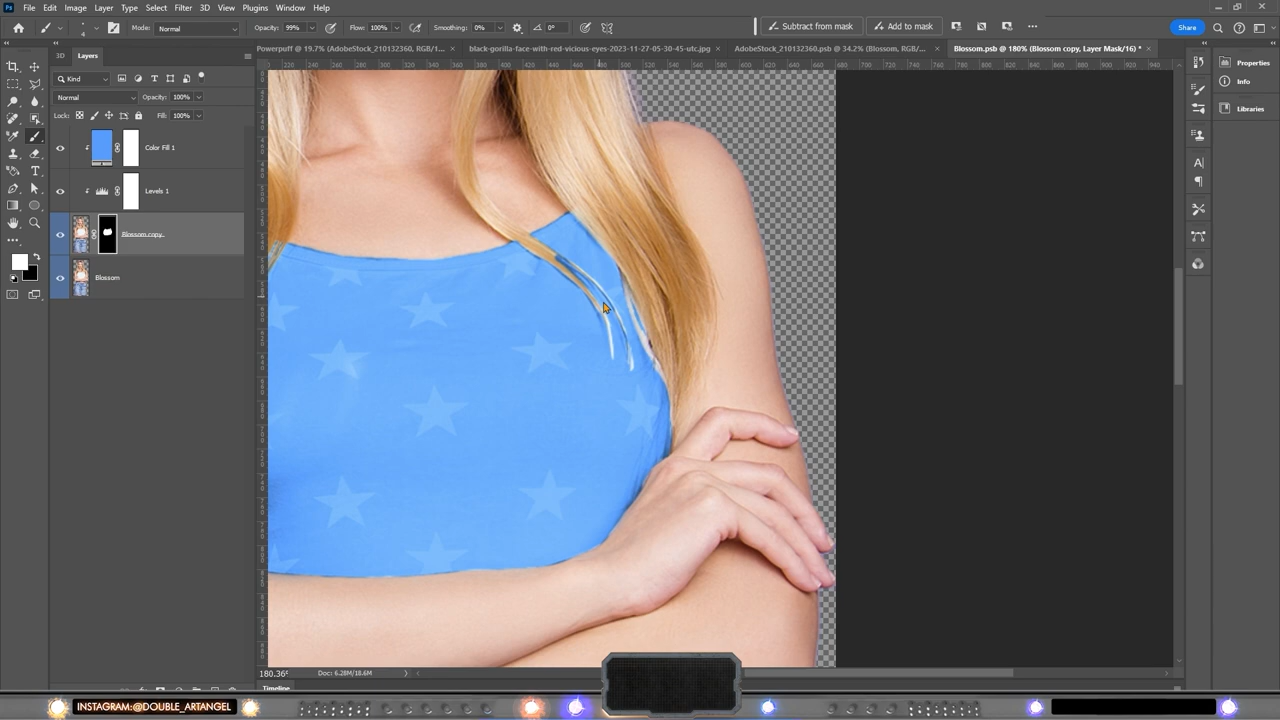 File Edit Image Layer Type Select Filter 3D View Plugins Window Help
Mode: Normal Opacity: 99% Flow: 100% Smoothing: 0% 0° Subtract from mask Add to mask Share
Powerpuff @ 19.7% (AdobeStock_210132360, RGB/1... × black-gorilla-face-with-red-vicious-eyes-2023-11-27-05-30-45-utc.jpg × AdobeStock_210132360.psb @ 34.2% (Blossom, RGB/... × Blossom.psb @ 180% (Blossom copy, Layer Mask/16) * ×
3D Layers
Kind
Normal Opacity: 100%
Lock: Fill: 100%
Color Fill 1
Levels 1
Blossom copy
Blossom
Properties
Info
Libraries
180.36% Doc: 6.28M/18.6M
Timeline
INSTAGRAM:@DOUBLE_ARTANGEL